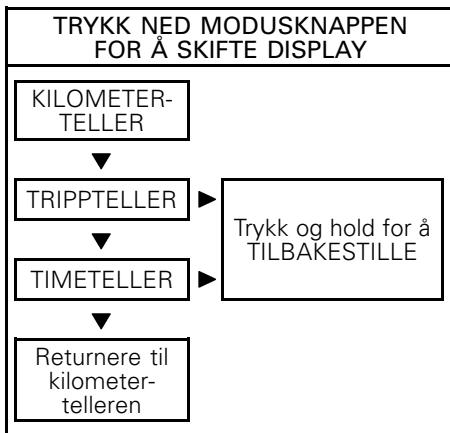 TRYKK NED MODUSKNAPPEN
FOR Å SKIFTE DISPLAY
KILOMETER-
TELLER
TRIPPTELLER
Trykk og hold for å
TILBAKESTILLE
TIMETELLER
Returnere til
kilometer-
telleren